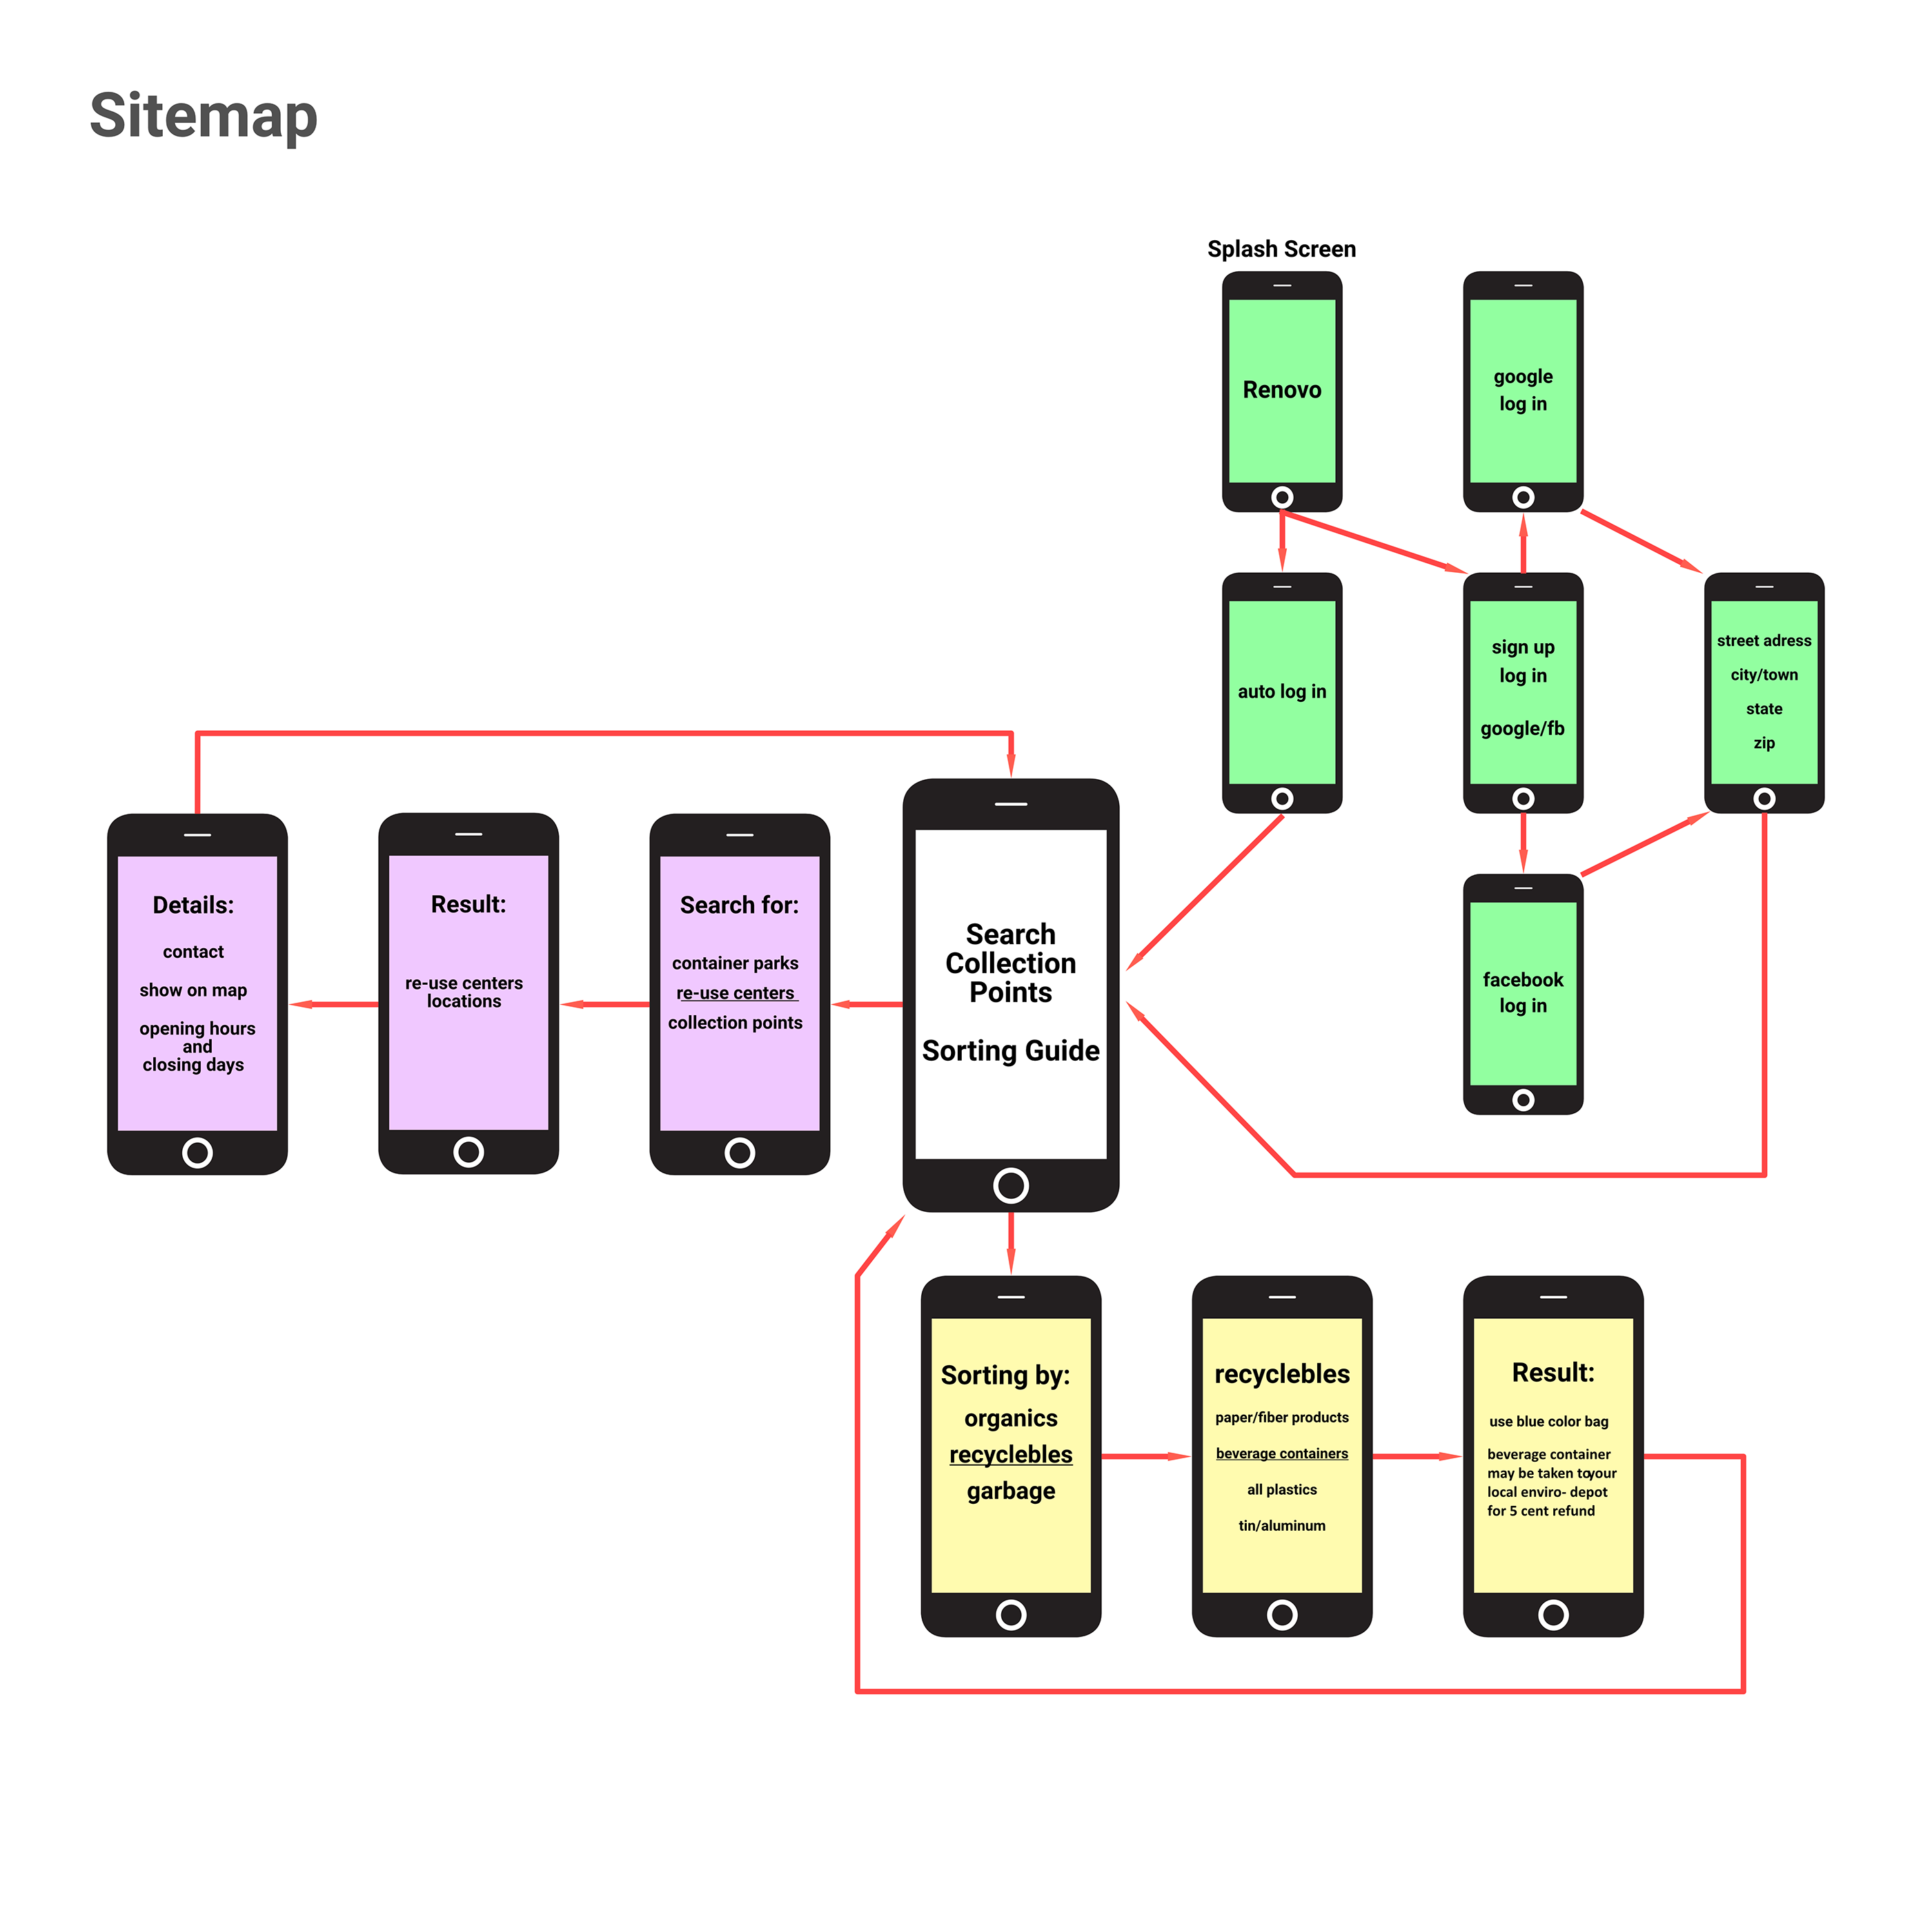 Sitemap
Splash Screen
Renovo
google
log in
auto log in
sign up
log in
google/fb
street adress
city/town
state
zip
facebook
log in
Details:
contact
show on map
opening hours
and
closing days
Result:
re-use centers
locations
Search for:
container parks
re-use centers
collection points
Search
Collection
Points
Sorting Guide
Sorting by:
organics
recyclebles
garbage
recyclebles
paper/fiber products
beverage containers
all plastics
tin/aluminum
Result:
use blue color bag
beverage container
may be taken toyour
local enviro- depot
for 5 cent refund